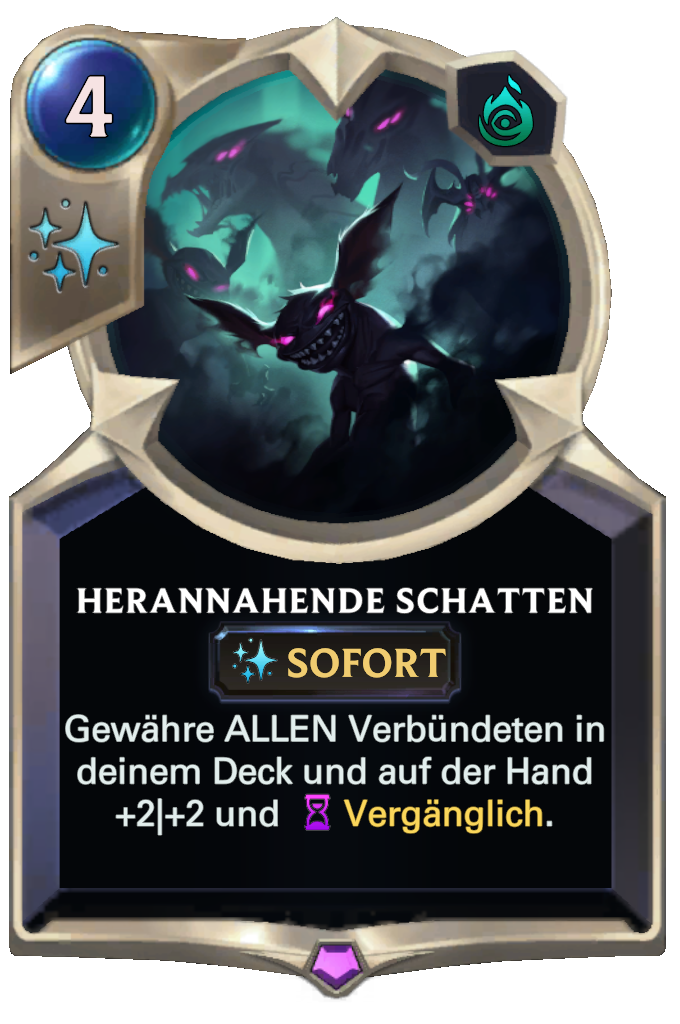 4
HERANNAHENDE SCHATTEN
SOFORT
Gewähre ALLEN Verbündeten in
deinem Deck und auf der Hand
+2|+2 und Vergänglich.